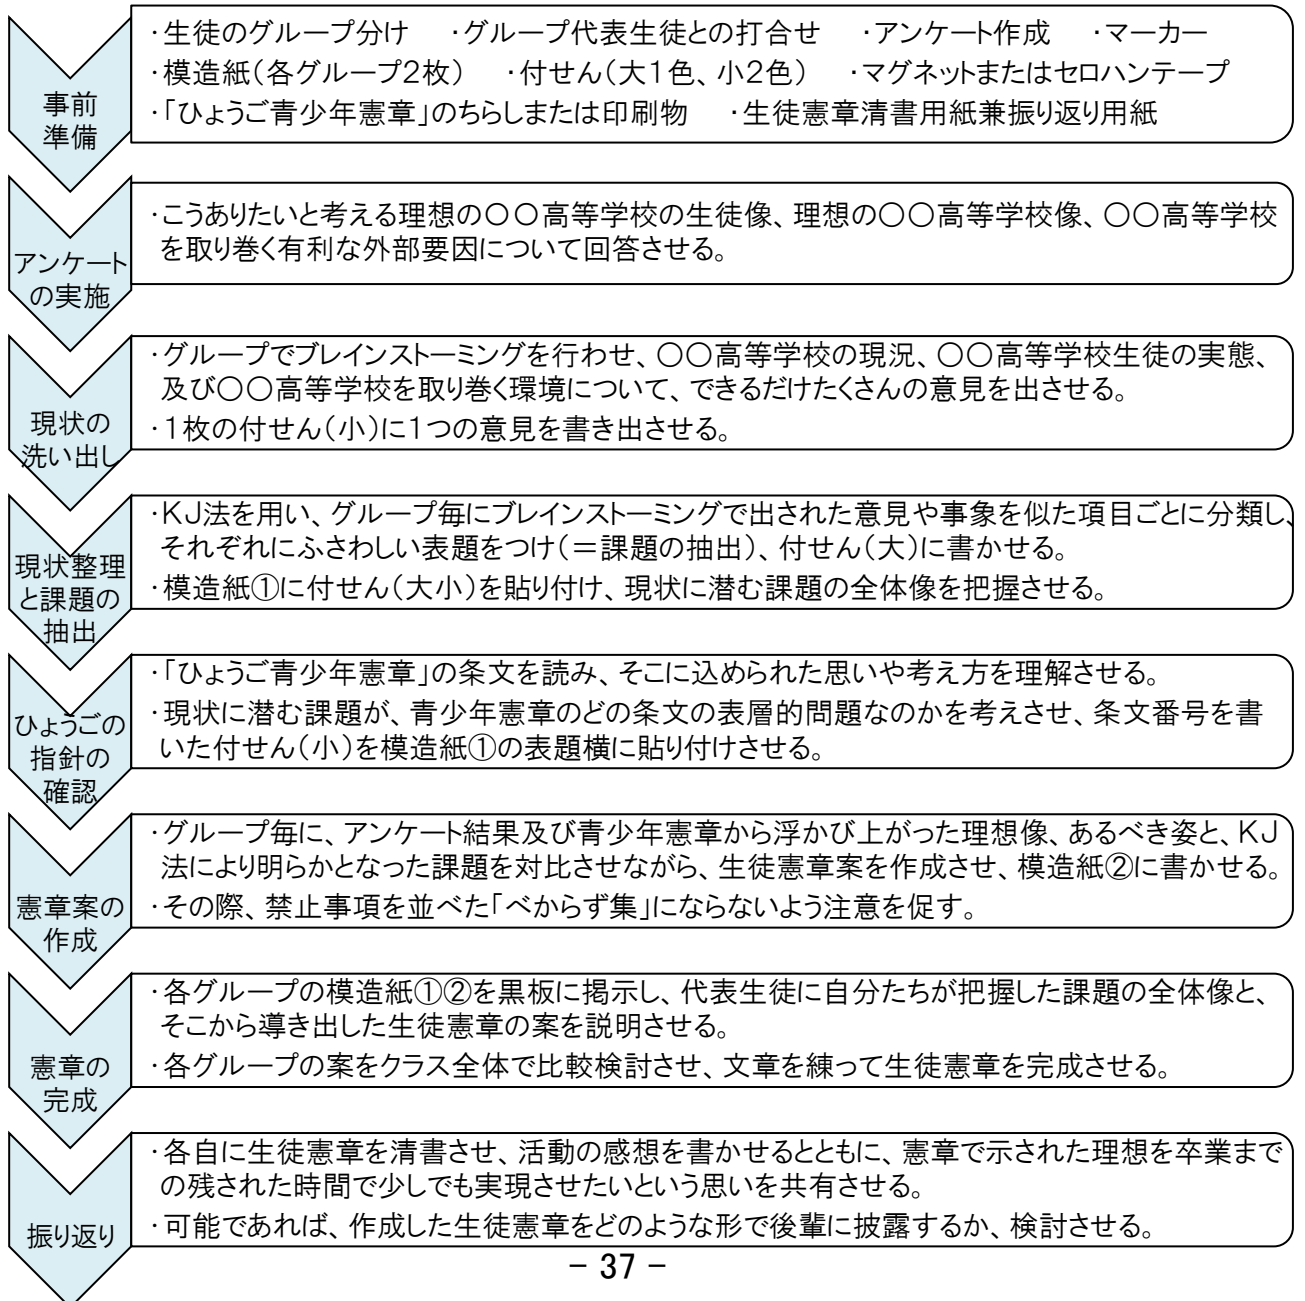 事前
準備
・生徒のグループ分け　・グループ代表生徒との打合せ　・アンケート作成　・マーカー
・模造紙（各グループ２枚）　・付せん（大１色、小２色）　・マグネットまたはセロハンテープ
・「ひょうご青少年憲章」のちらしまたは印刷物　・生徒憲章清書用紙兼振り返り用紙
アンケート
の実施
・こうありたいと考える理想の〇〇高等学校の生徒像、理想の〇〇高等学校像、〇〇高等学校
を取り巻く有利な外部要因について回答させる。
現状の
洗い出し
・グループでブレインストーミングを行わせ、〇〇高等学校の現況、〇〇高等学校生徒の実態、
及び〇〇高等学校を取り巻く環境について、できるだけたくさんの意見を出させる。
・１枚の付せん（小）に１つの意見を書き出させる。
現状整理
と課題の
抽出
・ＫＪ法を用い、グループ毎にブレインストーミングで出された意見や事象を似た項目ごとに分類し、
それぞれにふさわしい表題をつけ（＝課題の抽出）、付せん（大）に書かせる。
・模造紙①に付せん（大小）を貼り付け、現状に潜む課題の全体像を把握させる。
ひょうごの
指針の
確認
・「ひょうご青少年憲章」の条文を読み、そこに込められた思いや考え方を理解させる。
・現状に潜む課題が、青少年憲章のどの条文の表層的問題なのかを考えさせ、条文番号を書
いた付せん（小）を模造紙①の表題横に貼り付けさせる。
憲章案の
作成
・グループ毎に、アンケート結果及び青少年憲章から浮かび上がった理想像、あるべき姿と、ＫＪ
法により明らかとなった課題を対比させながら、生徒憲章案を作成させ、模造紙②に書かせる。
・その際、禁止事項を並べた「べからず集」にならないよう注意を促す。
憲章の
完成
・各グループの模造紙①②を黒板に掲示し、代表生徒に自分たちが把握した課題の全体像と、
そこから導き出した生徒憲章の案を説明させる。
・各グループの案をクラス全体で比較検討させ、文章を練って生徒憲章を完成させる。
振り返り
・各自に生徒憲章を清書させ、活動の感想を書かせるとともに、憲章で示された理想を卒業まで
の残された時間で少しでも実現させたいという思いを共有させる。
・可能であれば、作成した生徒憲章をどのような形で後輩に披露するか、検討させる。
－ 37 －